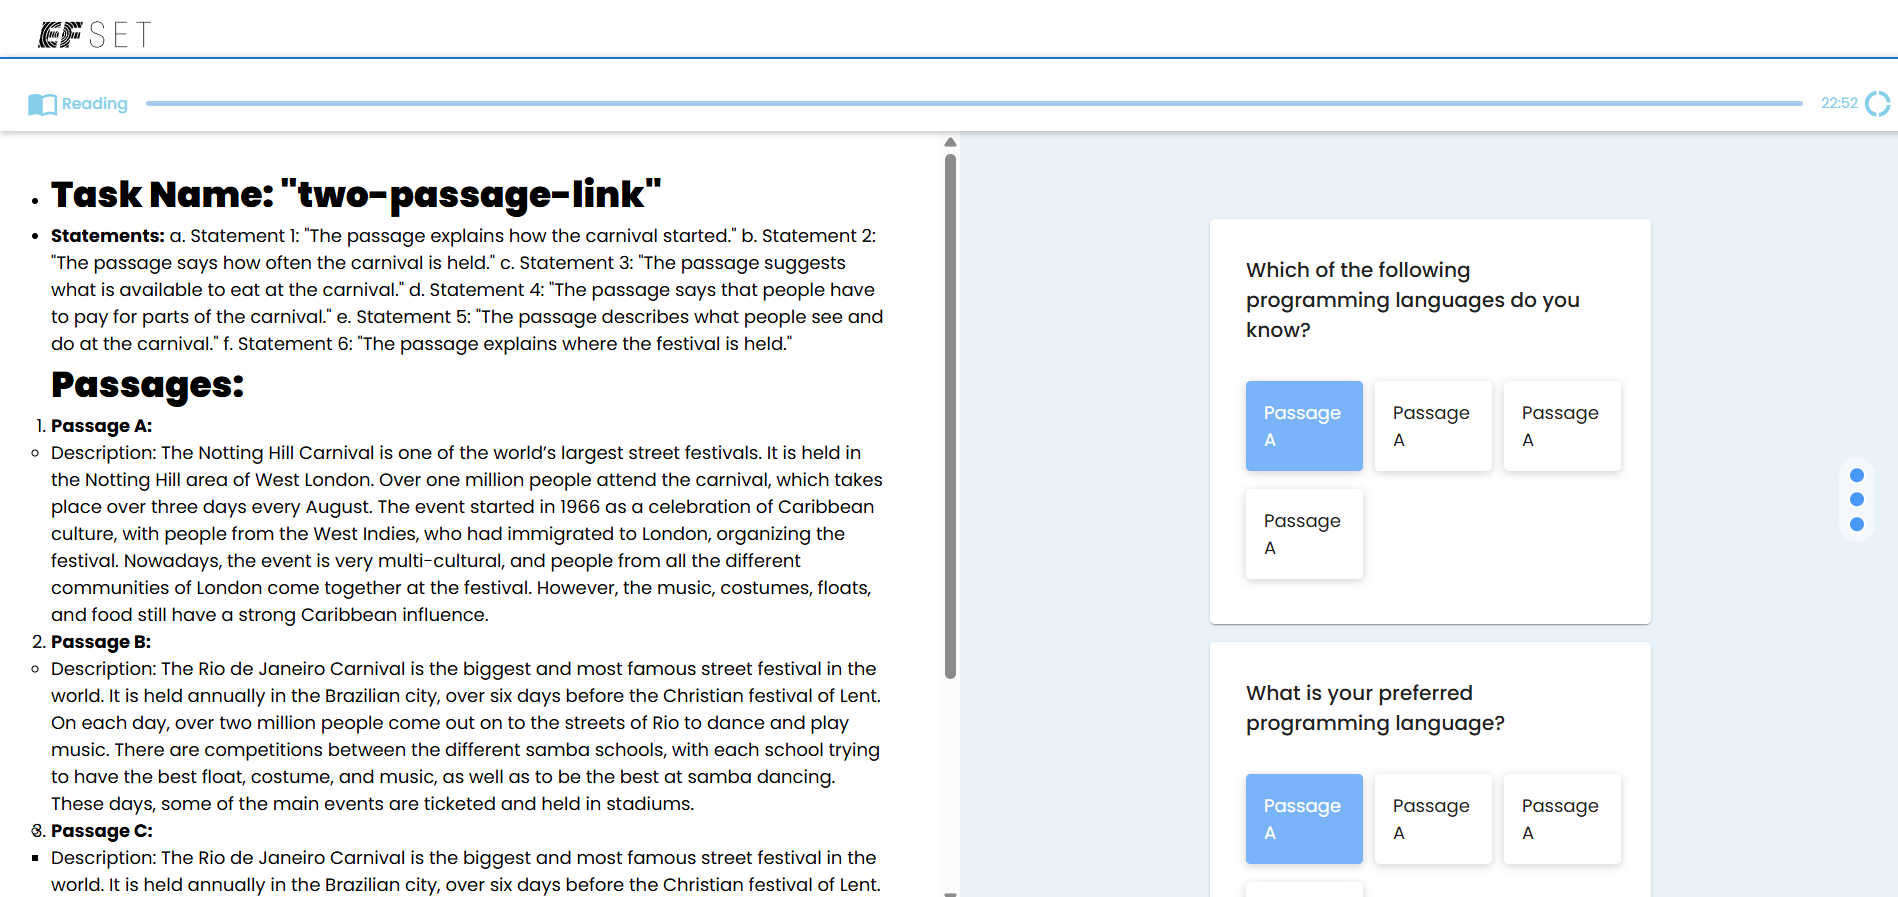 EF SET
Reading
22:52
Task Name: "two-passage-link"
Statements: a. Statement 1: "The passage explains how the carnival started." b. Statement 2:
"The passage says how often the carnival is held." c. Statement 3: "The passage suggests
what is available to eat at the carnival." d. Statement 4: "The passage says that people have
to pay for parts of the carnival." e. Statement 5: "The passage describes what people see and
do at the carnival." f. Statement 6: "The passage explains where the festival is held."
Passages:
1. Passage A:
Description: The Notting Hill Carnival is one of the world’s largest street festivals. It is held in
the Notting Hill area of West London. Over one million people attend the carnival, which takes
place over three days every August. The event started in 1966 as a celebration of Caribbean
culture, with people from the West Indies, who had immigrated to London, organizing the
festival. Nowadays, the event is very multi-cultural, and people from all the different
communities of London come together at the festival. However, the music, costumes, floats,
and food still have a strong Caribbean influence.
2. Passage B:
Description: The Rio de Janeiro Carnival is the biggest and most famous street festival in the
world. It is held annually in the Brazilian city, over six days before the Christian festival of Lent.
On each day, over two million people come out on to the streets of Rio to dance and play
music. There are competitions between the different samba schools, with each school trying
to have the best float, costume, and music, as well as to be the best at samba dancing.
These days, some of the main events are ticketed and held in stadiums.
3. Passage C:
Description: The Rio de Janeiro Carnival is the biggest and most famous street festival in the
world. It is held annually in the Brazilian city, over six days before the Christian festival of Lent.
Which of the following
programming languages do you
know?
Passage
A
Passage
A
Passage
A
Passage
A
What is your preferred
programming language?
Passage
A
Passage
A
Passage
A